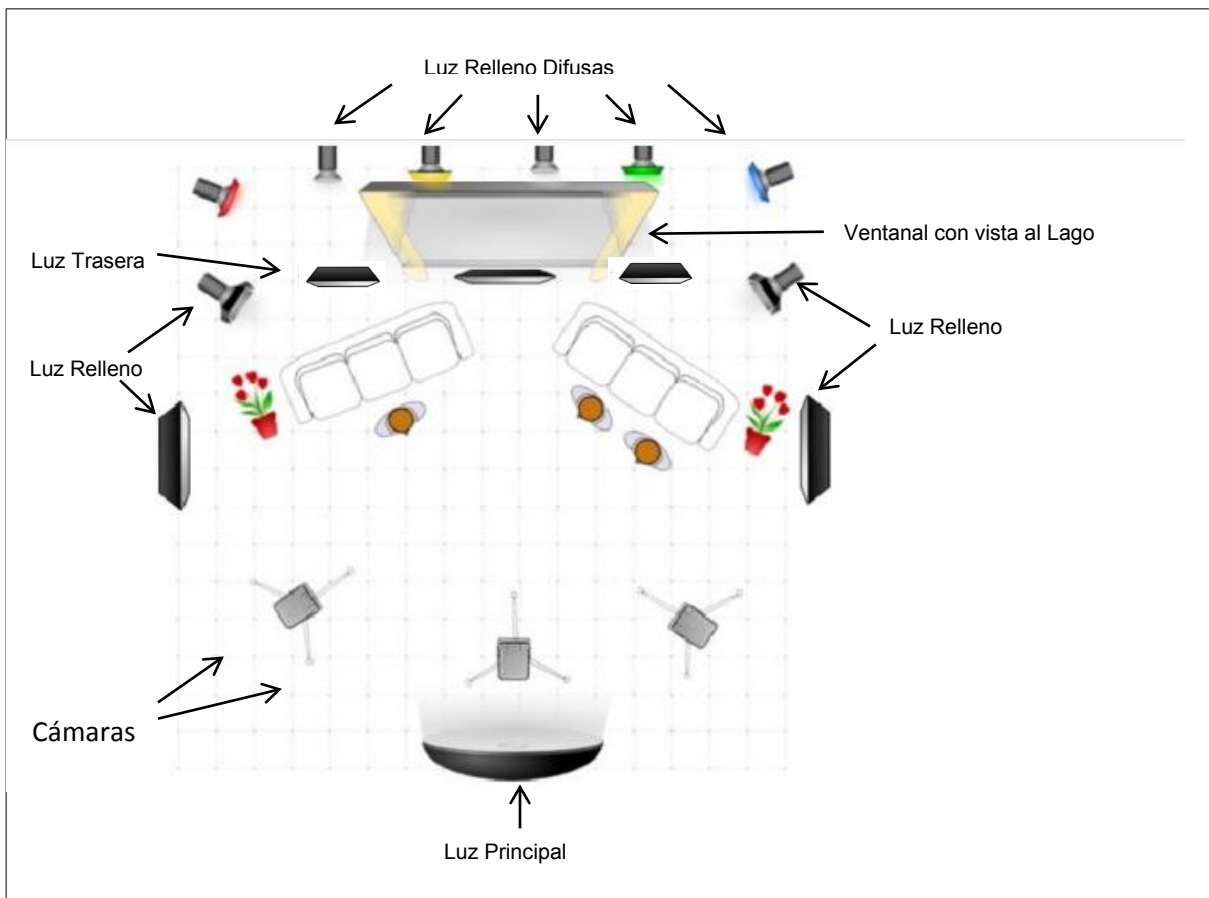 Luz Relleno Difusas
Ventanal con vista al Lago
Luz Trasera
Luz Relleno
Luz Relleno
Cámaras
Luz Principal